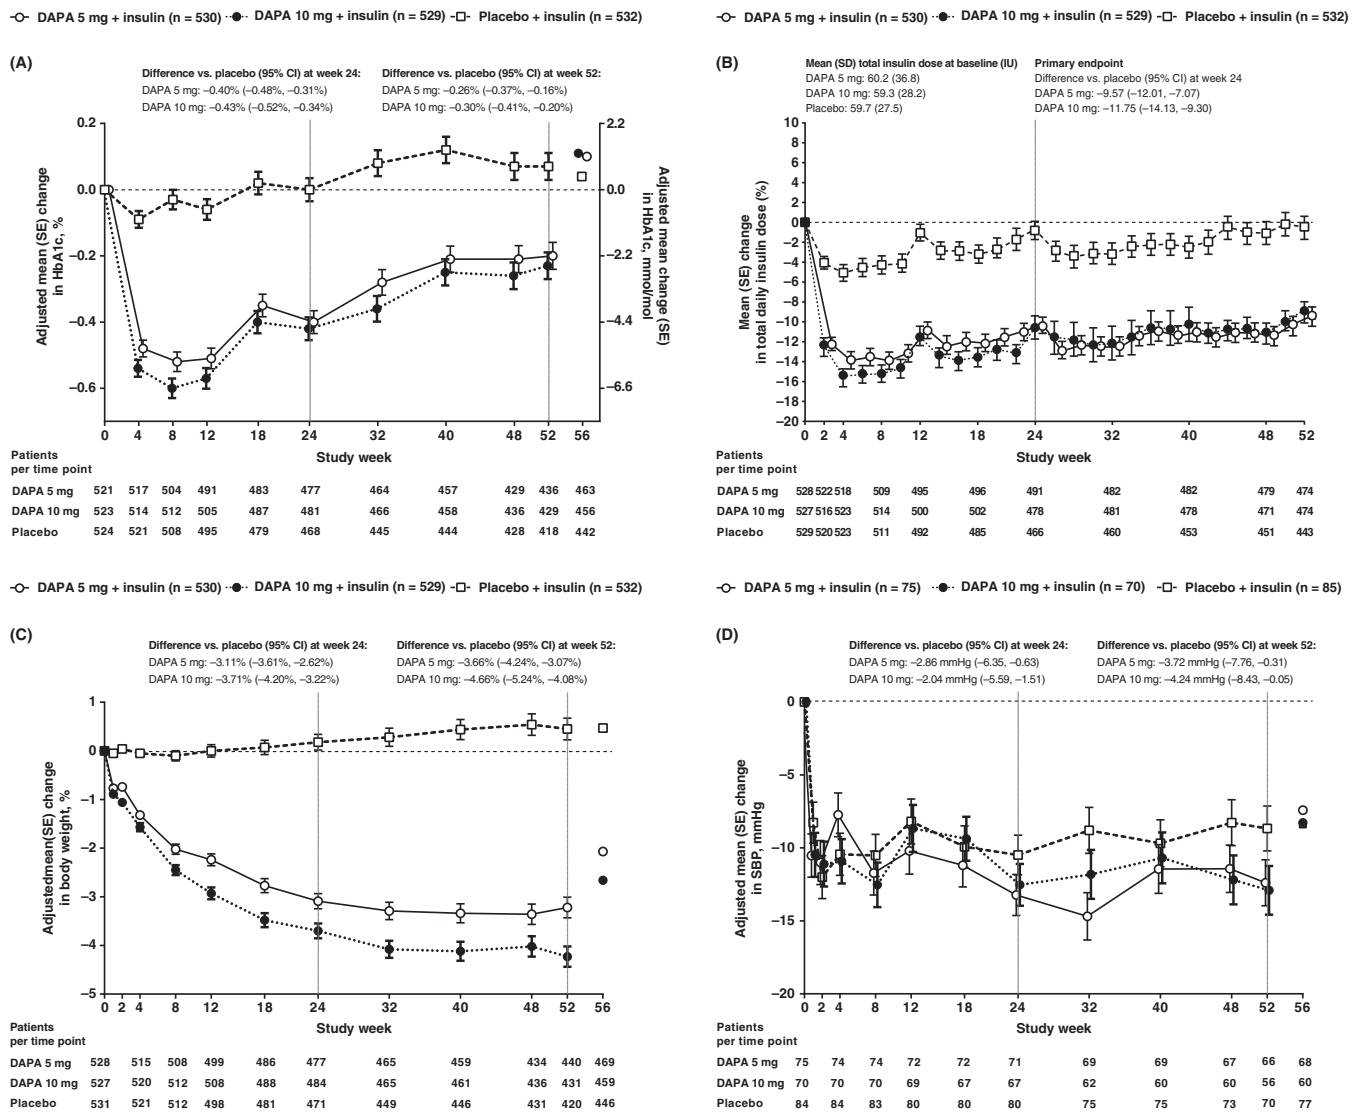 DAPA 5 mg + insulin (n = 530) DAPA 10 mg + insulin (n = 529) Placebo + insulin (n = 532)
(A)
Difference vs. placebo (95% CI) at week 24:
DAPA 5 mg: –0.40% (–0.48%, –0.31%)
DAPA 10 mg: –0.43% (–0.52%, –0.34%)
Difference vs. placebo (95% CI) at week 52:
DAPA 5 mg: –0.26% (–0.37%, –0.16%)
DAPA 10 mg: –0.30% (–0.41%, –0.20%)
Adjusted mean (SE) change
in HbA1c, %
0.2
0.0
–0.2
–0.4
–0.6
2.2
0.0
–2.2
–4.4
–6.6
Adjusted mean change (SE)
in HbA1c, mmol/mol
0 4 8 12 18 24 32 40 48 52 56
Study week
Patients
per time point
DAPA 5 mg 521 517 504 491 483 477 464 457 429 436 463
DAPA 10 mg 523 514 512 505 487 481 466 458 436 429 456
Placebo 524 521 508 495 479 468 445 444 428 418 442
DAPA 5 mg + insulin (n = 530) DAPA 10 mg + insulin (n = 529) Placebo + insulin (n = 532)
(B)
Mean (SD) total insulin dose at baseline (IU)
DAPA 5 mg: 60.2 (36.8)
DAPA 10 mg: 59.3 (28.2)
Placebo: 59.7 (27.5)
Primary endpoint
Difference vs. placebo (95% CI) at week 24
DAPA 5 mg: –9.57 (–12.01, –7.07)
DAPA 10 mg: –11.75 (–14.13, –9.30)
Mean (SE) change
in total daily insulin dose (%)
10
8
6
4
2
0
–2
–4
–6
–8
–10
–12
–14
–16
–18
–20
0 2 4 8 12 18 24 32 40 48 52
Study week
Patients
per time point
DAPA 5 mg 528 522 518 509 495 496 491 482 482 479 474
DAPA 10 mg 527 516 523 514 500 502 478 481 478 471 474
Placebo 529 520 523 511 492 485 466 460 453 451 443
DAPA 5 mg + insulin (n = 530) DAPA 10 mg + insulin (n = 529) Placebo + insulin (n = 532)
(C)
Difference vs. placebo (95% CI) at week 24:
DAPA 5 mg: –3.11% (–3.61%, –2.62%)
DAPA 10 mg: –3.71% (–4.20%, –3.22%)
Difference vs. placebo (95% CI) at week 52:
DAPA 5 mg: –3.66% (–4.24%, –3.07%)
DAPA 10 mg: –4.66% (–5.24%, –4.08%)
Adjustedmean(SE) change
in body weight, %
1
0
–1
–2
–3
–4
–5
0 2 4 8 12 18 24 32 40 48 52 56
Study week
Patients
per time point
DAPA 5 mg 528 515 508 499 486 477 465 459 434 440 469
DAPA 10 mg 527 520 512 508 488 484 465 461 436 431 459
Placebo 531 521 512 498 481 471 449 446 431 420 446
DAPA 5 mg + insulin (n = 75) DAPA 10 mg + insulin (n = 70) Placebo + insulin (n = 85)
(D)
Difference vs. placebo (95% CI) at week 24:
DAPA 5 mg: –2.86 mmHg (–6.35, –0.63)
DAPA 10 mg: –2.04 mmHg (–5.59, –1.51)
Difference vs. placebo (95% CI) at week 52:
DAPA 5 mg: –3.72 mmHg (–7.76, –0.31)
DAPA 10 mg: –4.24 mmHg (–8.43, –0.05)
Adjusted mean (SE) change
in SBP, mmHg
0
–5
–10
–15
–20
0 2 4 8 12 18 24 32 40 48 52 56
Study week
Patients
per time point
DAPA 5 mg 75 74 74 72 72 71 69 69 67 66 68
DAPA 10 mg 70 70 70 69 67 67 62 60 60 56 60
Placebo 84 84 83 80 80 80 75 75 73 70 77